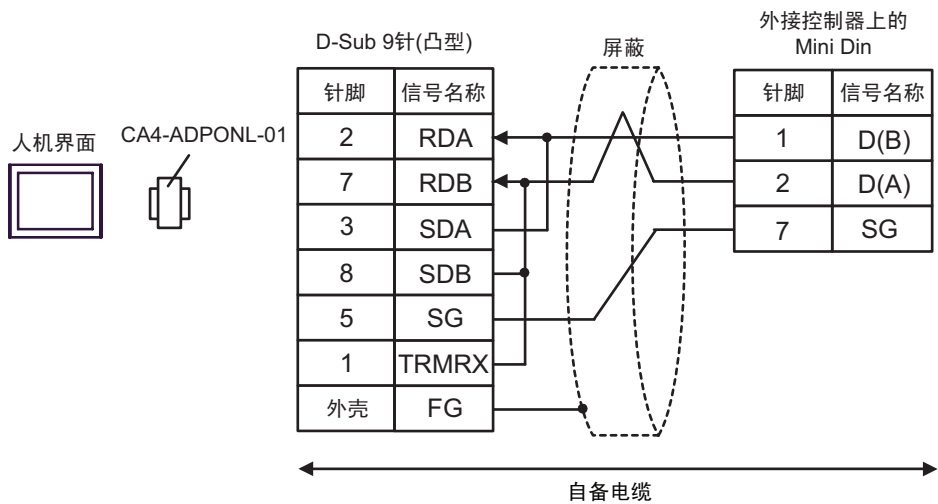 D-Sub 9针(凸型)
屏蔽
外接控制器上的
Mini Din
人机界面
CA4-ADPONL-01
针脚 信号名称
2 RDA
7 RDB
3 SDA
8 SDB
5 SG
1 TRMRX
外壳 FG
针脚 信号名称
1 D(B)
2 D(A)
7 SG
自备电缆